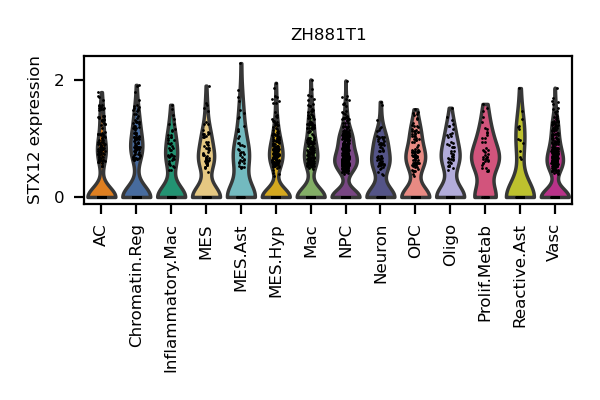 ZH881T1
STX12 expression
2
0
AC
Chromatin.Reg
Inflammatory.Mac
MES
MES.Ast
MES.Hyp
Mac
NPC
Neuron
OPC
Oligo
Prolif.Metab
Reactive.Ast
Vasc